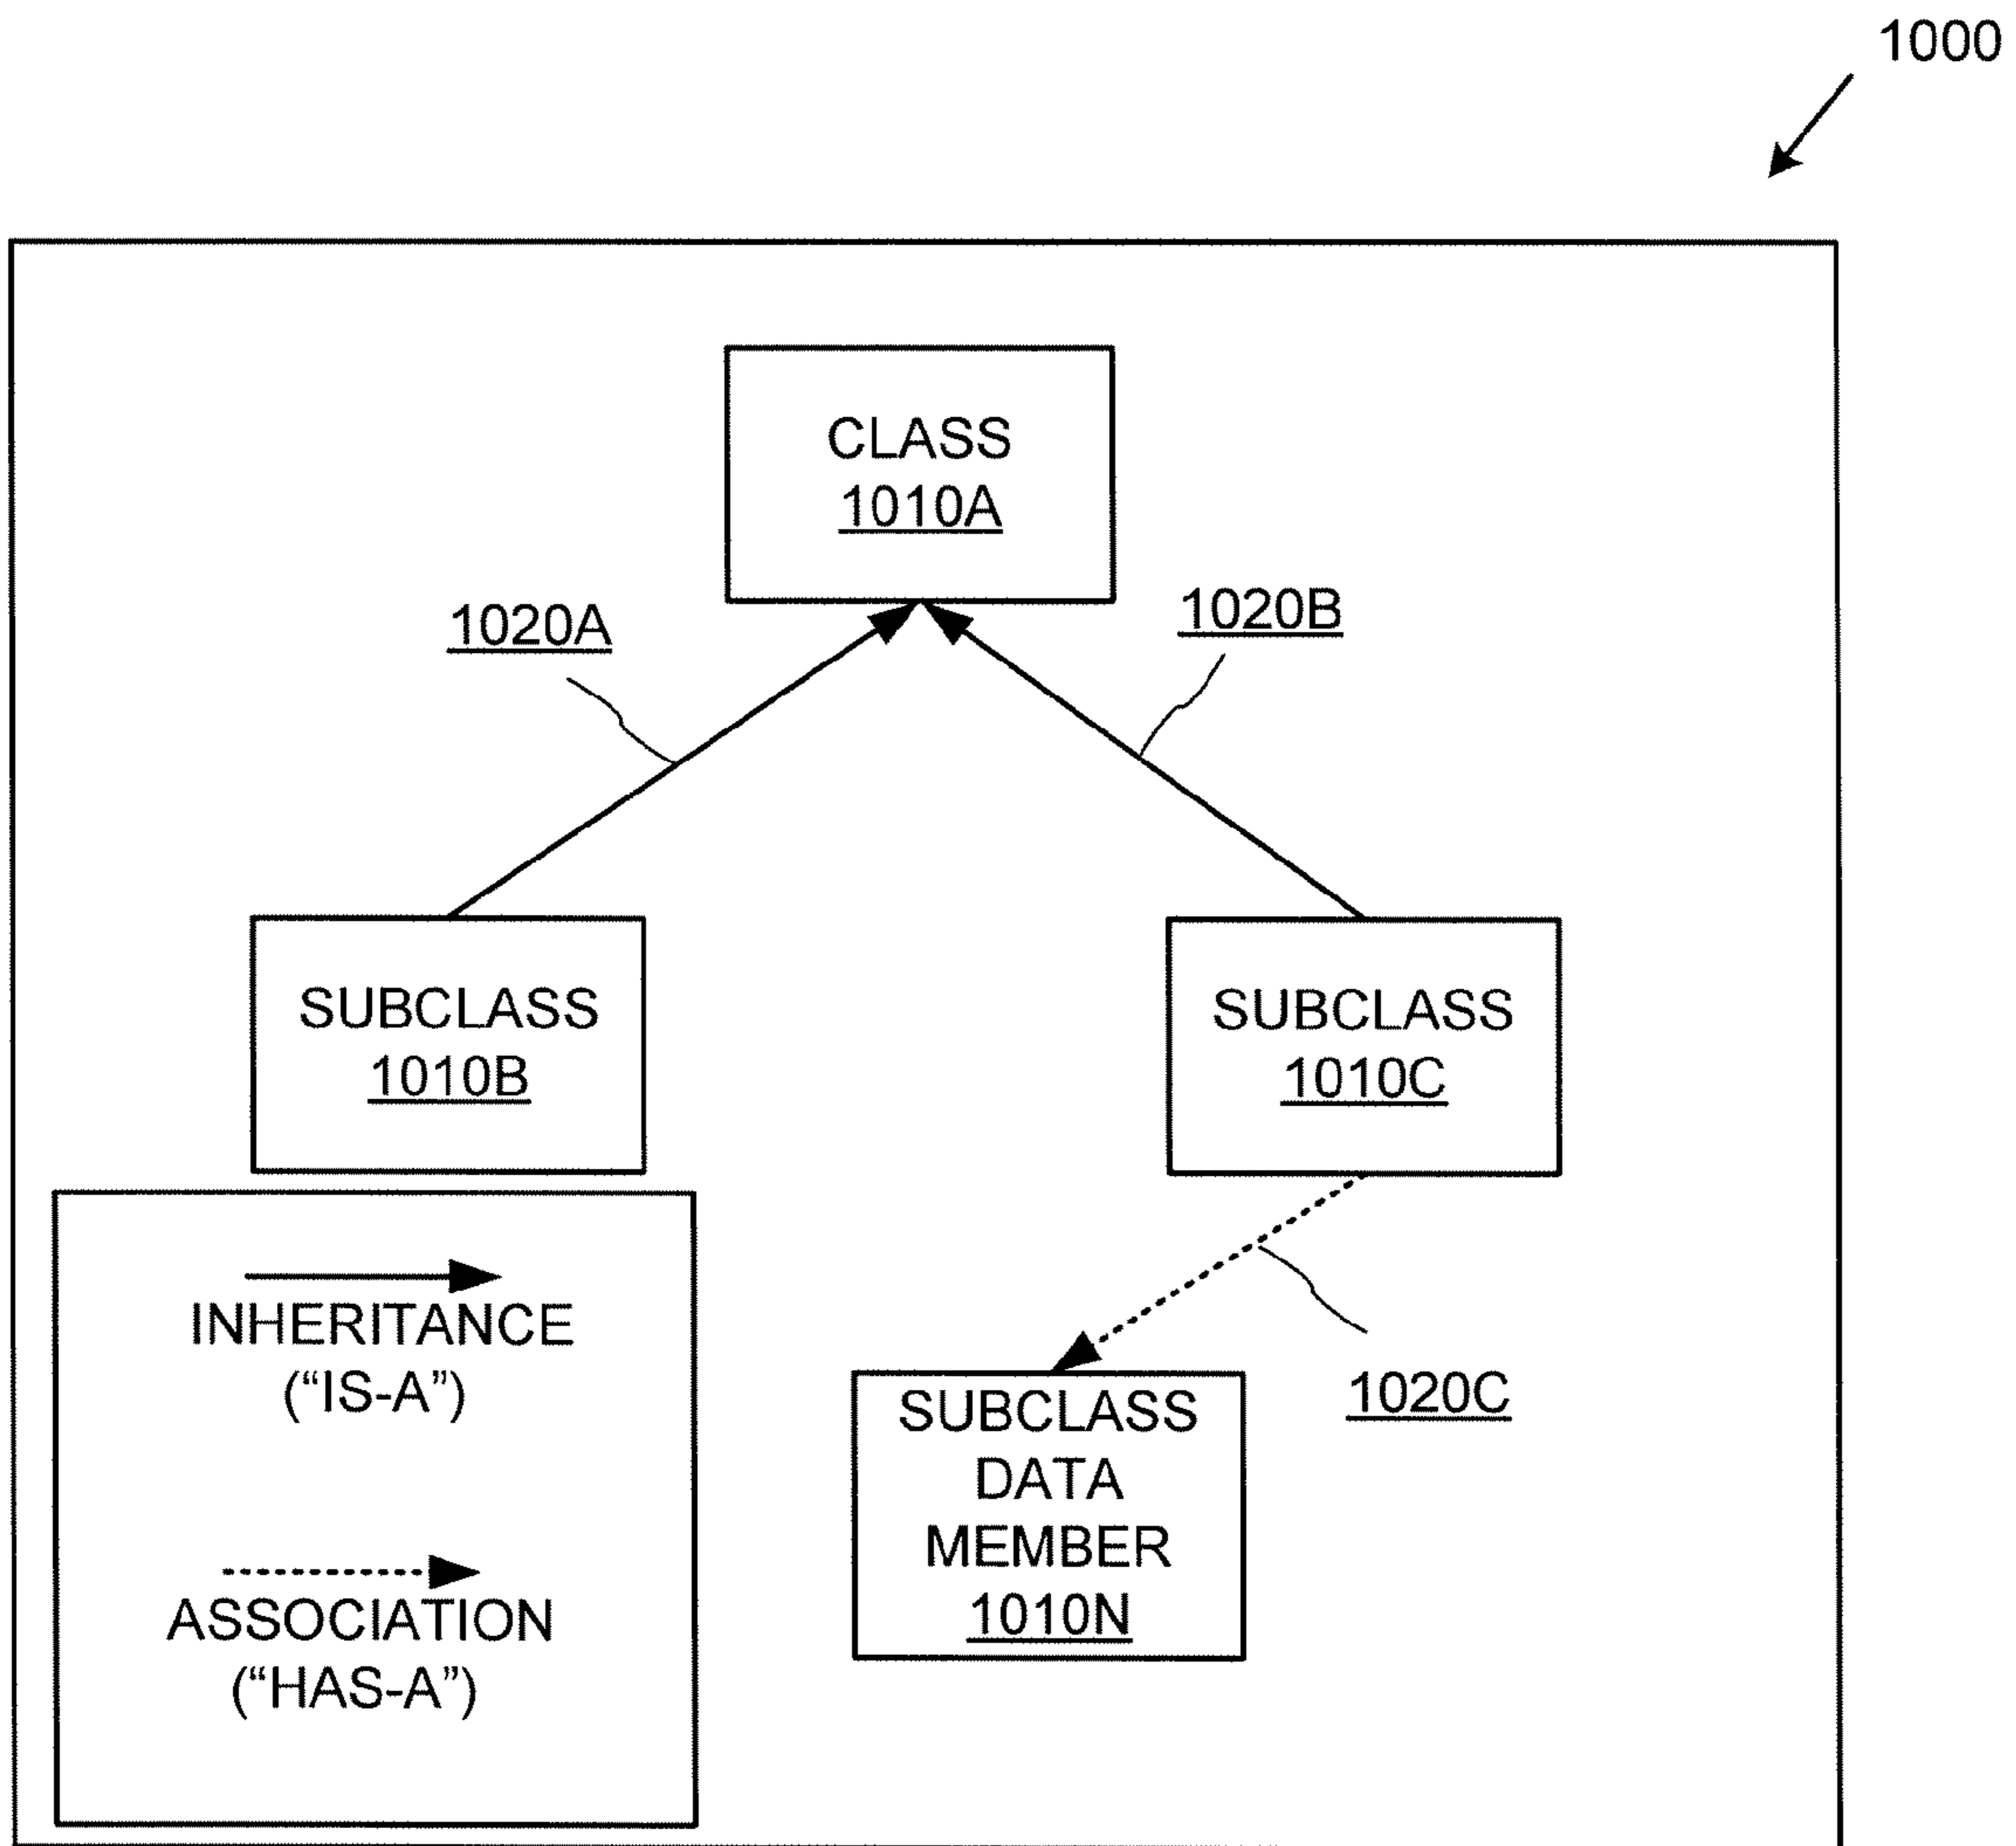 1000
CLASS
1010A
1020A
1020B
SUBCLASS
1010B
SUBCLASS
1010C
INHERITANCE
(“IS-A”)
ASSOCIATION
(“HAS-A”)
1020C
SUBCLASS
DATA
MEMBER
1010N